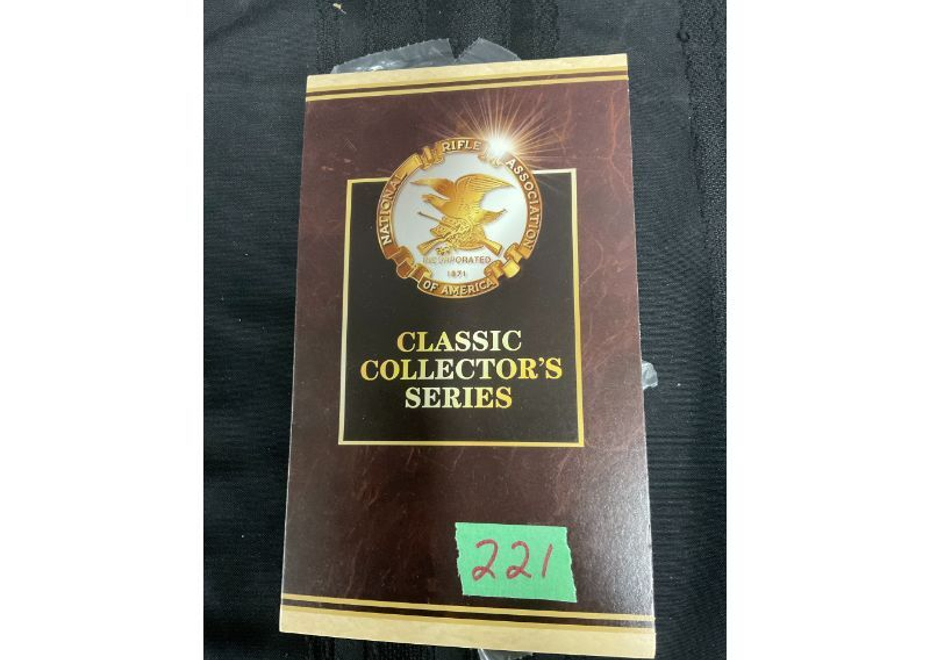 NATIONAL RIFLE ASSOCIATION
INCORPORATED
1871
OF AMERICA
CLASSIC
COLLECTOR'S
SERIES
221